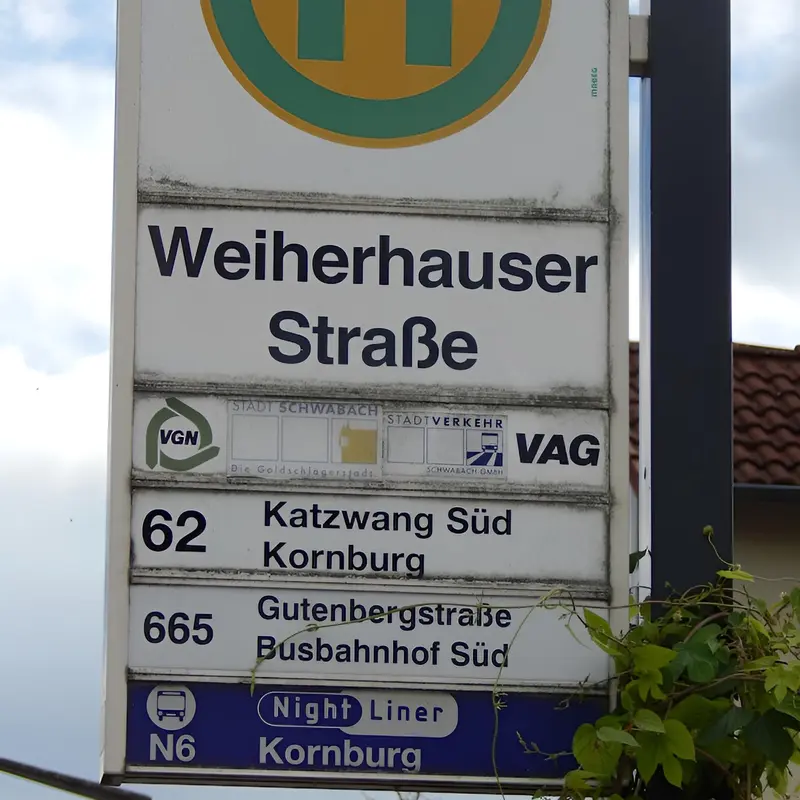 H
Weiherhauser
Straße
VGN
STADT SCHWABACH
Die Goldschlägerstadt
STADTVERKEHR
SCHWABACH GMBH
VAG
62 Katzwang Süd
Kornburg
665 Gutenbergstraße
Busbahnhof Süd
Night Liner
N6 Kornburg